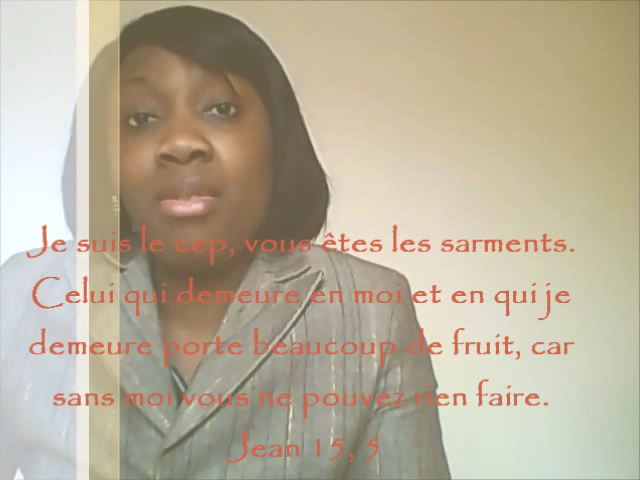 Je suis le cep, vous êtes les sarments.
Celui qui demeure en moi et en qui je
demeure porte beaucoup de fruit, car
sans moi vous ne pouvez rien faire.
Jean 15, 5